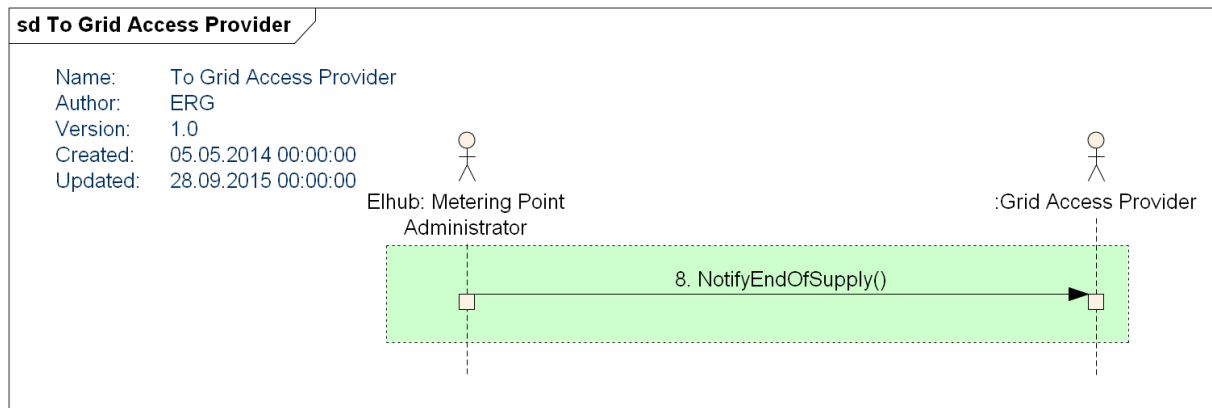 sd To Grid Access Provider
Name: To Grid Access Provider
Author: ERG
Version: 1.0
Created: 05.05.2014 00:00:00
Updated: 28.09.2015 00:00:00
Elhub: Metering Point
Administrator
:Grid Access Provider
8. NotifyEndOfSupply()